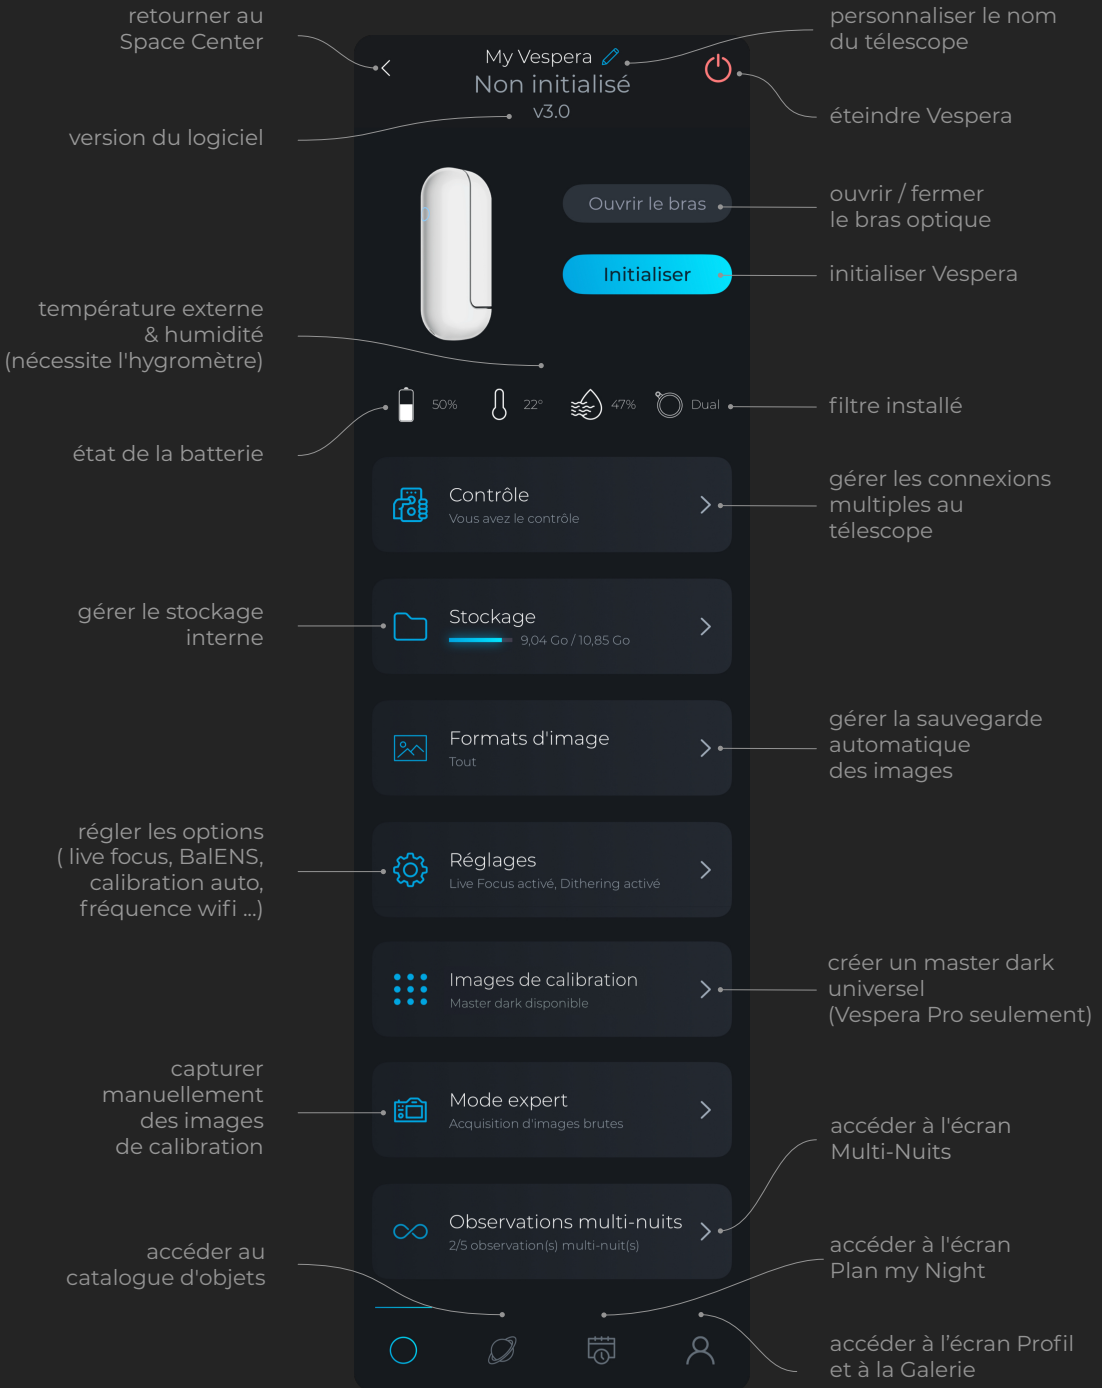 retourner au
Space Center
personnaliser le nom
du télescope
My Vespera
Non initialisé
v3.0
version du logiciel
éteindre Vespera
Ouvrir le bras
ouvrir / fermer
le bras optique
Initialiser
initialiser Vespera
température externe
& humidité
(nécessite l'hygromètre)
50%
22°
47%
Dual
filtre installé
état de la batterie
Contrôle
Vous avez le contrôle
gérer les connexions
multiples au
télescope
gérer le stockage
interne
Stockage
9,04 Go / 10,85 Go
Formats d'image
Tout
gérer la sauvegarde
automatique
des images
régler les options
( live focus, BalENS,
calibration auto,
fréquence wifi ...)
Réglages
Live Focus activé, Dithering activé
Images de calibration
Master dark disponible
créer un master dark
universel
(Vespera Pro seulement)
capturer
manuellement
des images
de calibration
Mode expert
Acquisition d'images brutes
accéder à l'écran
Multi-Nuits
Observations multi-nuits
2/5 observation(s) multi-nuit(s)
accéder au
catalogue d'objets
accéder à l'écran
Plan my Night
accéder à l'écran Profil
et à la Galerie